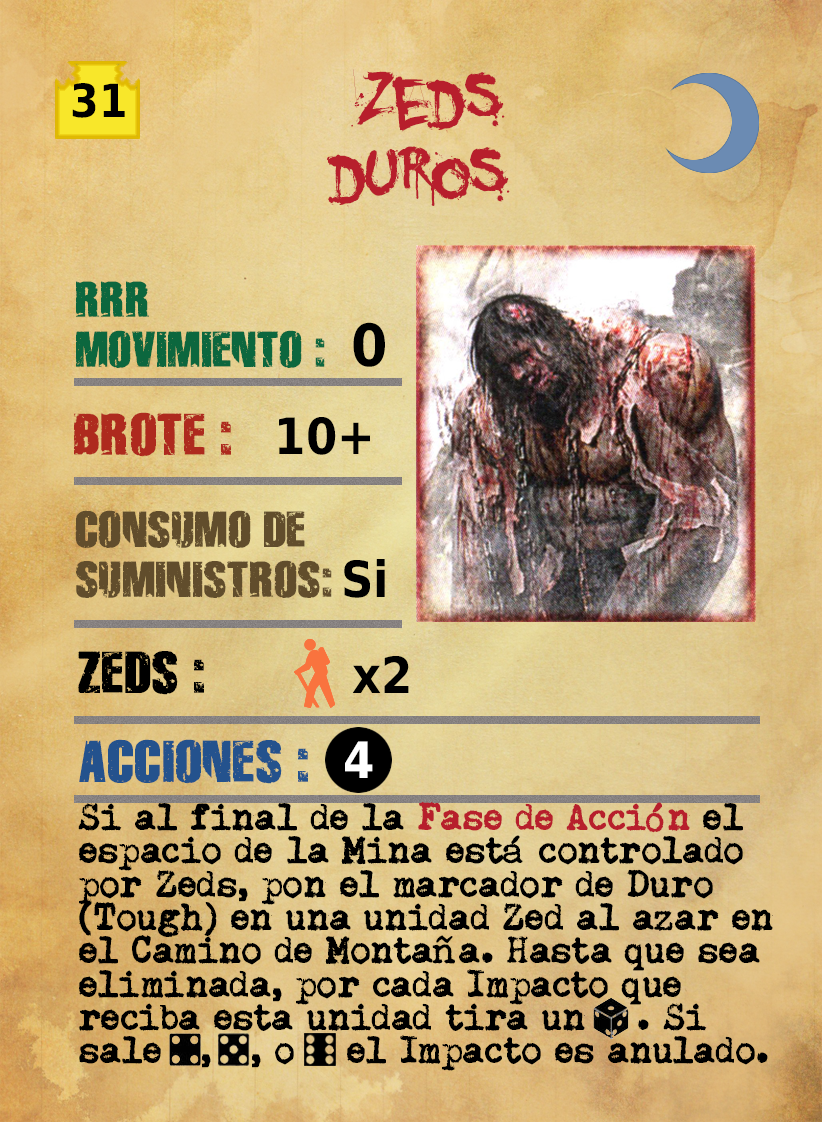 31
ZEDS
DUROS
RRR
MOVIMIENTO : 0
BROTE : 10+
CONSUMO DE
SUMINISTROS: Si
ZEDS : x2
ACCIONES : 4
Si al final de la Fase de Acción el
espacio de la Mina está controlado
por Zeds, pon el marcador de Duro
(Tough) en una unidad Zed al azar en
el Camino de Montaña. Hasta que sea
eliminada, por cada Impacto que
reciba esta unidad tira un . Si
sale , , o el Impacto es anulado.